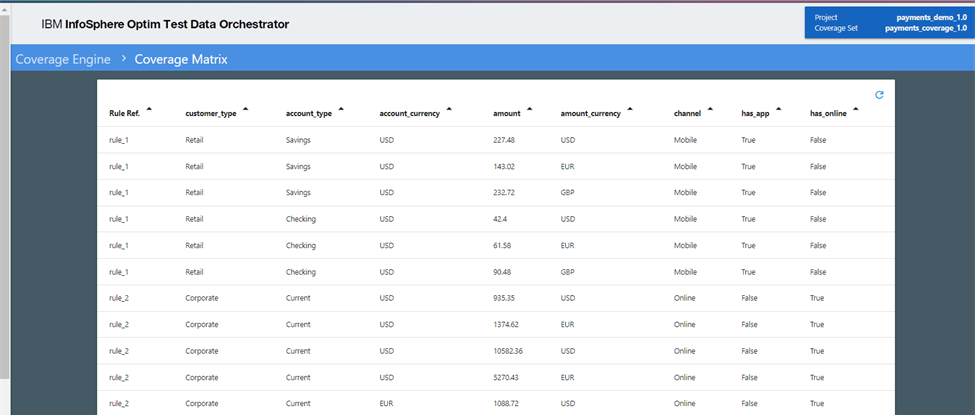 IBM InfoSphere Optim Test Data Orchestrator
Project payments_demo_1.0
Coverage Set payments_coverage_1.0
Coverage Engine > Coverage Matrix
Rule Ref. customer_type account_type account_currency amount amount_currency channel has_app has_online
rule_1 Retail Savings USD 227.48 USD Mobile True False
rule_1 Retail Savings USD 143.02 EUR Mobile True False
rule_1 Retail Savings USD 232.72 GBP Mobile True False
rule_1 Retail Checking USD 42.4 USD Mobile True False
rule_1 Retail Checking USD 61.58 EUR Mobile True False
rule_1 Retail Checking USD 90.48 GBP Mobile True False
rule_2 Corporate Current USD 935.35 USD Online False True
rule_2 Corporate Current USD 1374.62 EUR Online False True
rule_2 Corporate Current USD 10582.36 USD Online False True
rule_2 Corporate Current USD 5270.43 EUR Online False True
rule_2 Corporate Current EUR 1088.72 USD Online False True